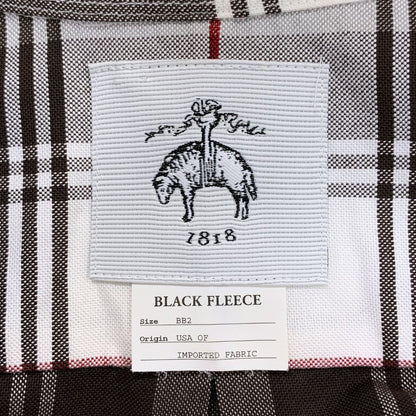 1818
BLACK FLEECE
Size BB2
Origin USA OF
IMPORTED FABRIC